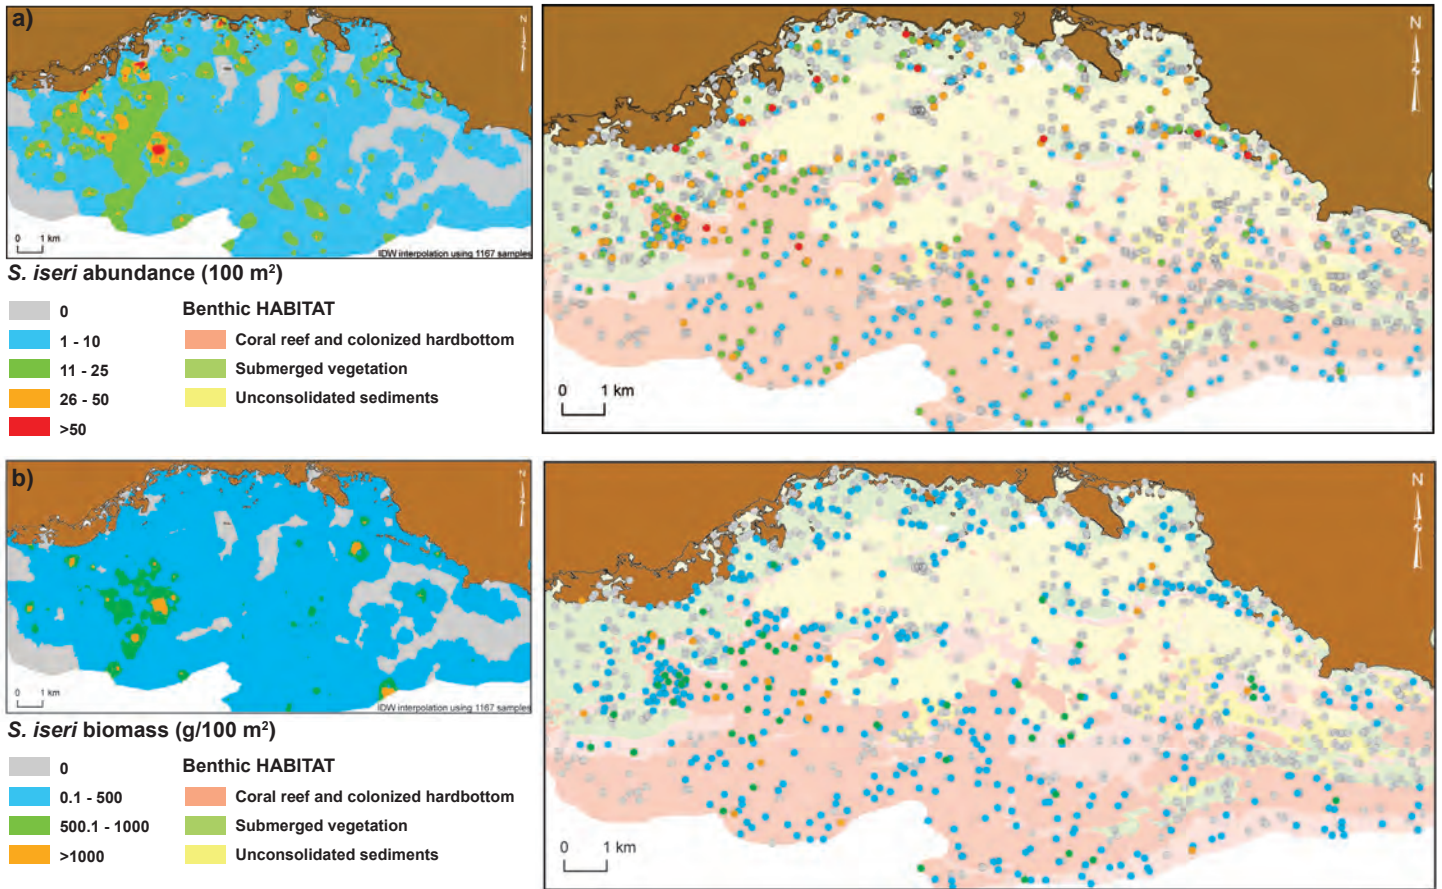 a)
N
0 1 km
IDW interpolation using 1167 samples
S. iseri abundance (100 m²)
0
Benthic HABITAT
1 - 10
Coral reef and colonized hardbottom
11 - 25
Submerged vegetation
26 - 50
Unconsolidated sediments
>50
N
0 1 km
b)
N
0 1 km
IDW interpolation using 1167 samples
S. iseri biomass (g/100 m²)
0
Benthic HABITAT
0.1 - 500
Coral reef and colonized hardbottom
500.1 - 1000
Submerged vegetation
>1000
Unconsolidated sediments
N
0 1 km